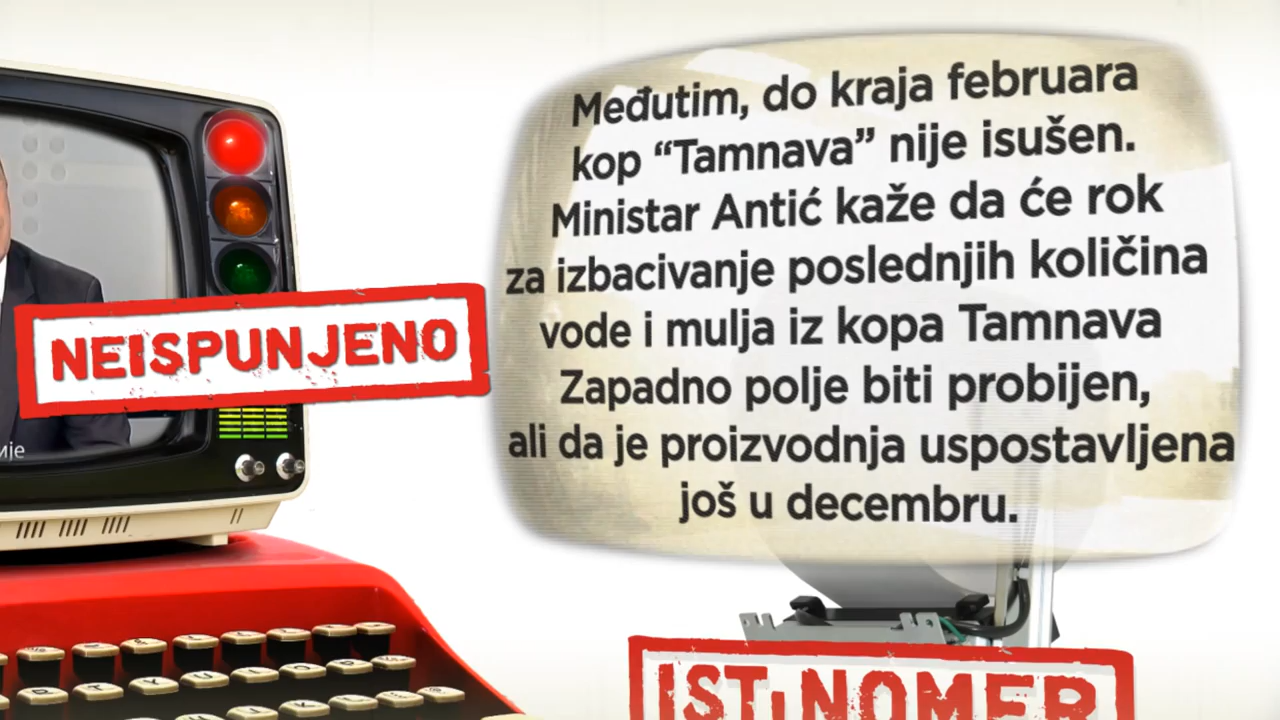 Međutim, do kraja februara
kop “Tamnava” nije isušen.
Ministar Antić kaže da će rok
za izbacivanje poslednjih količina
vode i mulja iz kopa Tamnava
Zapadno polje biti probijen,
ali da je proizvodnja uspostavljena
još u decembru.
NEISPUNJENO
ISTINOMER